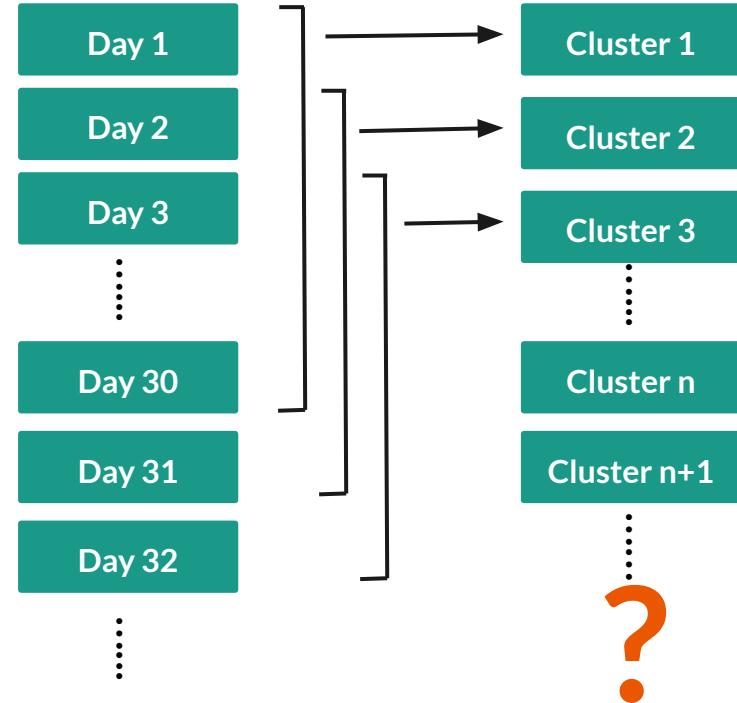 Day 1
Day 2
Day 3
Day 30
Day 31
Day 32
Cluster 1
Cluster 2
Cluster 3
Cluster n
Cluster n+1
?